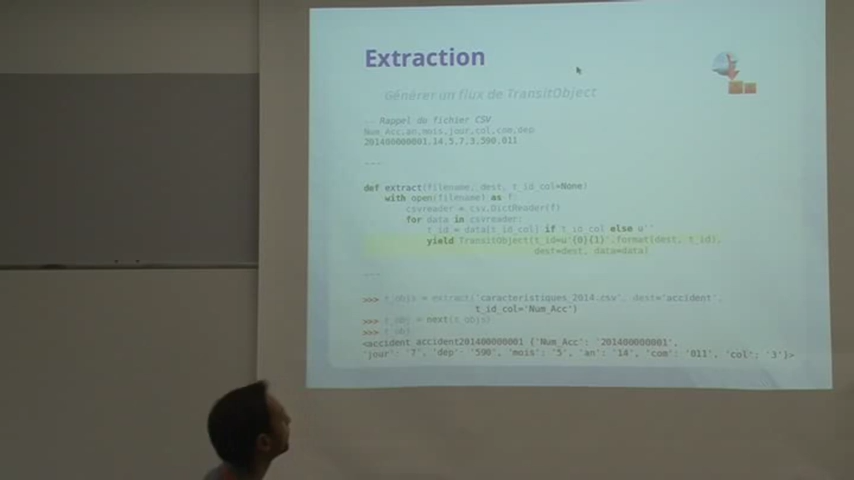 Extraction
Générer un flux de TransitObject
-- Rappel du fichier CSV
Num_Acc,an,mois,jour,col,com,dep
201400000001,14,5,7,3,590,011
---
def extract(filename, dest, t_id_col=None)
with open(filename) as f:
csvreader = csv.DictReader(f)
for data in csvreader:
t_id = data[t_id_col] if t_id_col else u''
yield TransitObject(t_id=u'{0}{1}'.format(dest, t_id),
dest=dest, data=data)
---
>>> t_objs = extract('caracteristiques_2014.csv', dest='accident',
t_id_col='Num_Acc')
>>> t_obj = next(t_objs)
>>> t_obj
<accident accident201400000001 {'Num_Acc': '201400000001',
'jour': '7', 'dep': '590', 'mois': '5', 'an': '14', 'com': '011', 'col': '3'}>